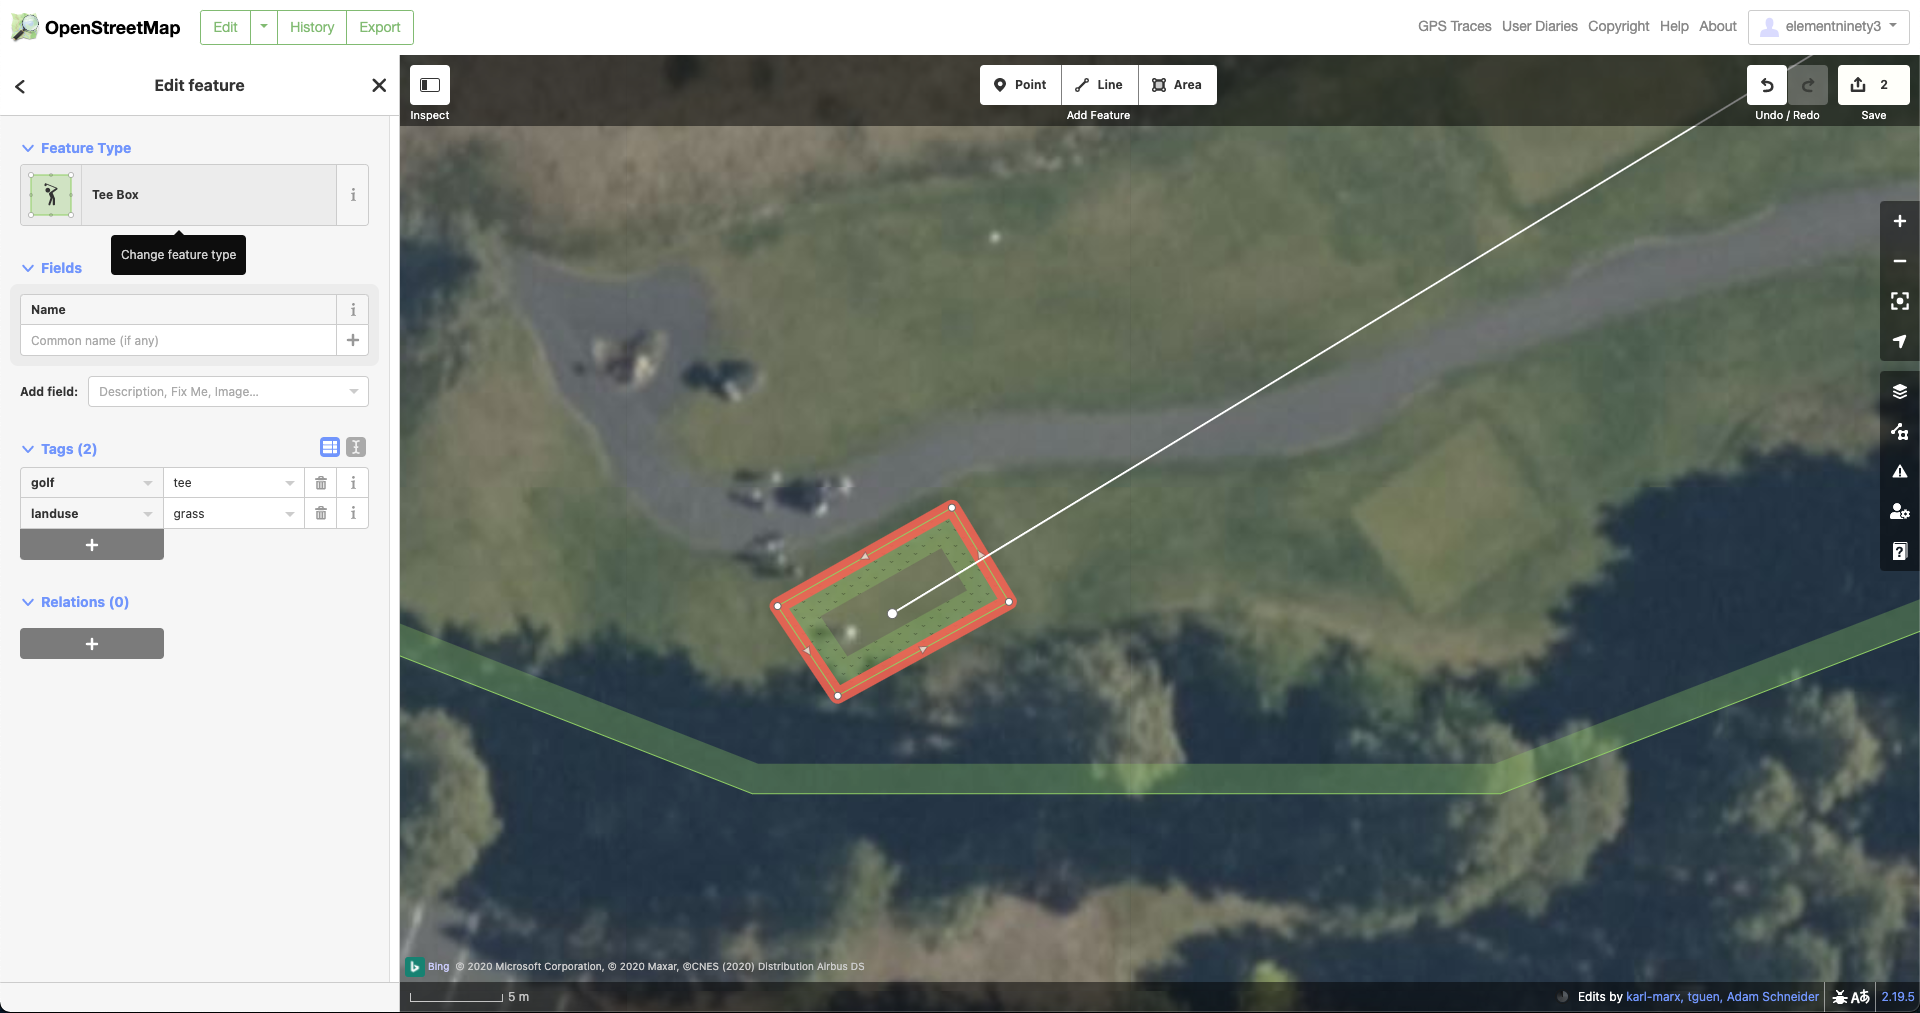 OpenStreetMap
Edit
History
Export
GPS Traces
User Diaries
Copyright
Help
About
elementninety3
Edit feature
Inspect
Point
Line
Area
Add Feature
Undo / Redo
2
Save
Feature Type
Tee Box
Change feature type
Fields
Name
Common name (if any)
Add field:
Description, Fix Me, Image...
Tags (2)
golf
tee
landuse
grass
Relations (0)
Bing © 2020 Microsoft Corporation, © 2020 Maxar, ©CNES (2020) Distribution Airbus DS
5 m
Edits by karl-marx, tguen, Adam Schneider
Aあ
2.19.5